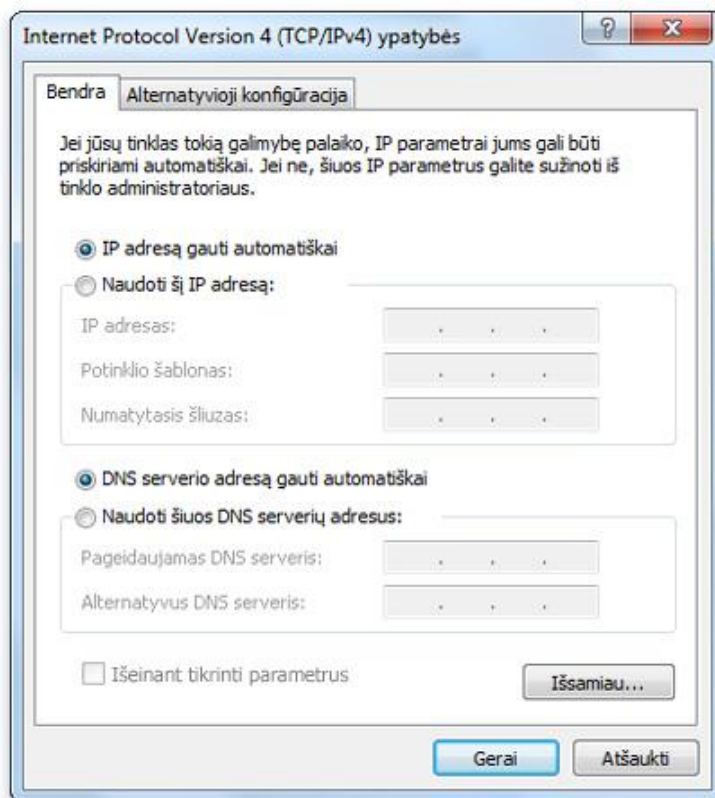 Internet Protocol Version 4 (TCP/IPv4) ypatybės
Bendra
Alternatyvioji konfigūracija
Jei jūsų tinklas tokią galimybę palaiko, IP parametrai jums gali būti
priskiriami automatiškai. Jei ne, šiuos IP parametrus galite sužinoti iš
tinklo administratoriaus.
IP adresą gauti automatiškai
Naudoti šį IP adresą:
IP adresas:
Potinklio šablonas:
Numatytasis šliuzas:
DNS serverio adresą gauti automatiškai
Naudoti šiuos DNS serverių adresus:
Pageidaujamas DNS serveris:
Alternatyvus DNS serveris:
Išeinant tikrinti parametrus
Išsamiau...
Gerai
Atšaukti